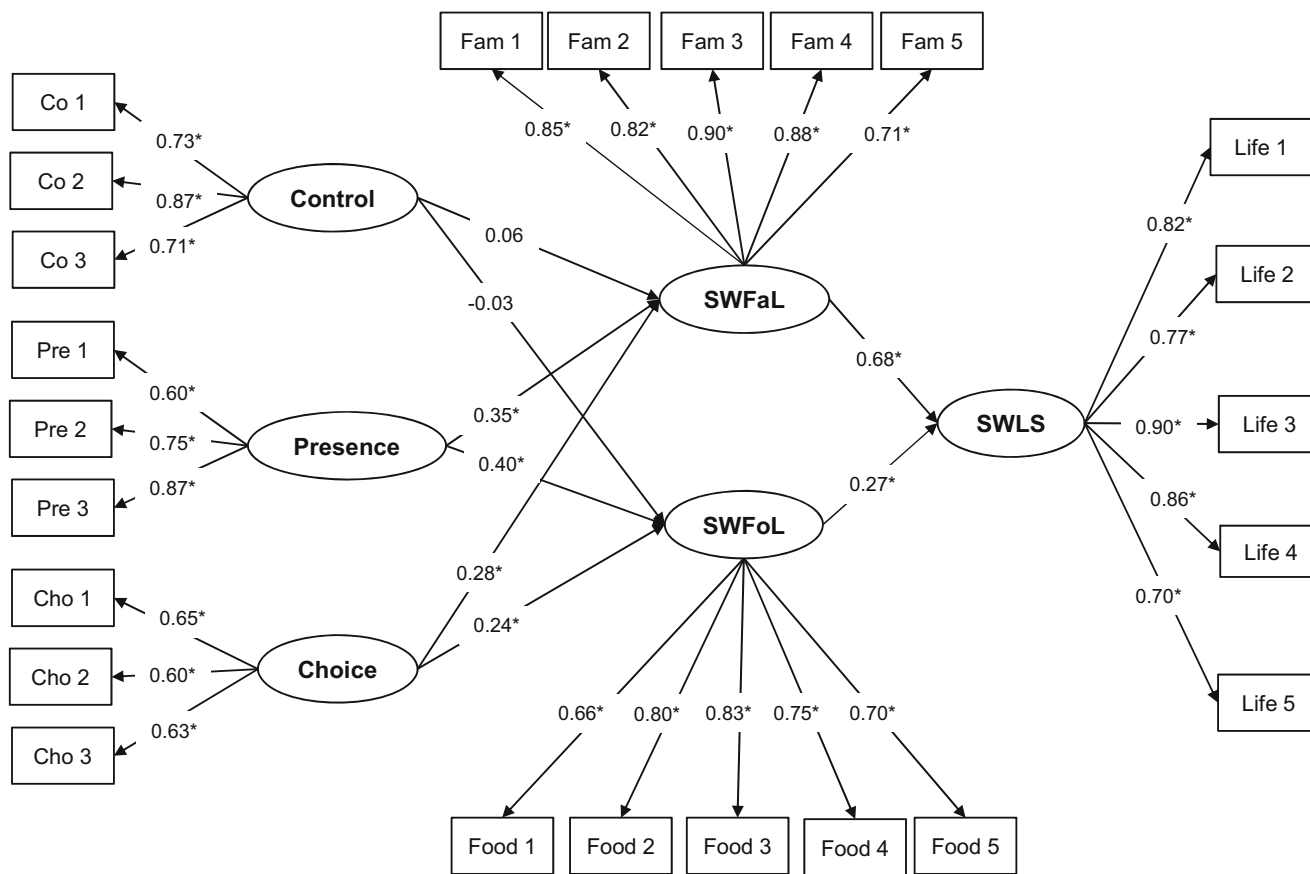 Fam 1
Fam 2
Fam 3
Fam 4
Fam 5
Co 1
Co 2
Co 3
0.73*
0.87*
0.71*
Control
0.85*
0.82*
0.90*
0.88*
0.71*
0.06
-0.03
SWFaL
Pre 1
Pre 2
Pre 3
0.60*
0.75*
0.87*
Presence
0.35*
0.40*
0.68*
0.27*
SWLS
SWFoL
Cho 1
Cho 2
Cho 3
0.65*
0.60*
0.63*
Choice
0.28*
0.24*
0.82*
0.77*
0.90*
0.86*
0.70*
Life 1
Life 2
Life 3
Life 4
Life 5
0.66*
0.80*
0.83*
0.75*
0.70*
Food 1
Food 2
Food 3
Food 4
Food 5